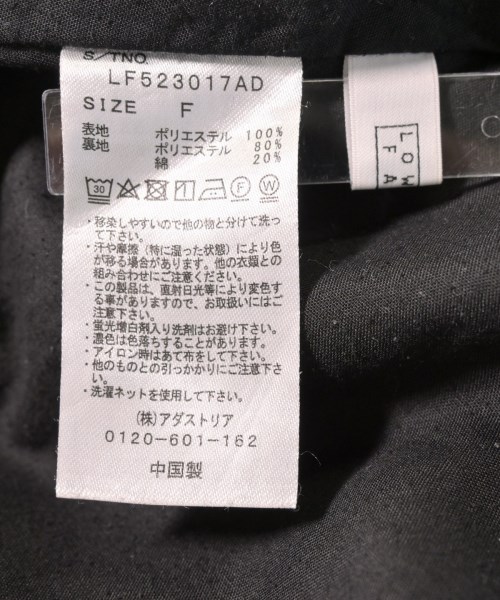 S/TNO.
LF523017AD
SIZE F
表地 ポリエステル 100%
裏地 ポリエステル 80%
綿 20%
30 F W
・移染しやすいので他の物と分けて洗っ
て下さい。
・汗や摩擦(特に湿った状態)により色
が移る場合があります。他の衣類との
組み合わせにご注意ください。
・この製品は、直射日光等により変色す
る事がありますので、お取扱いにはご
注意下さい。
・蛍光増白剤入り洗剤はお避け下さい。
・濃色は色落ちすることがあります。
・アイロン時はあて布をして下さい。
・他のものとの引っかかりにご注意下さ
い。
・洗濯ネットを使用して下さい。
(株)アダストリア
0120-601-162
中国製
LOW
FA